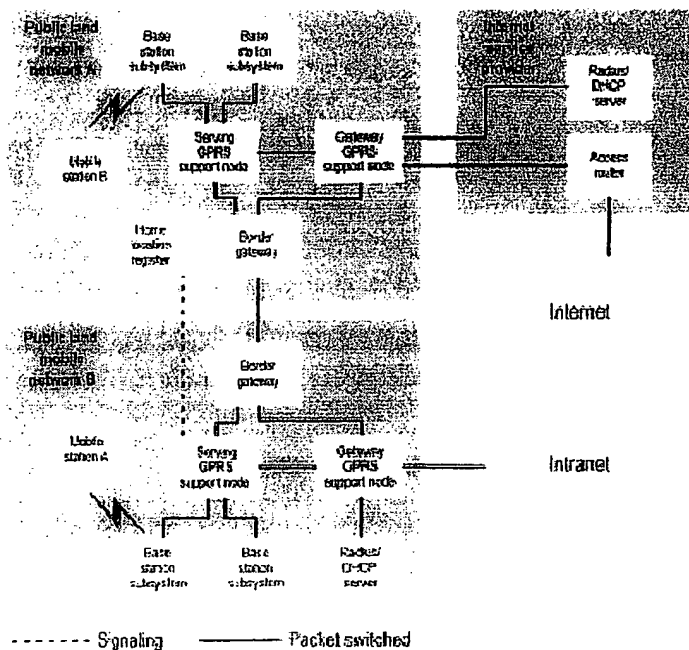 Public land
mobile
network A
Base
station
subsystem
Base
station
subsystem
Internet
service
provider
Radius/
DHCP
server
Mobile
station B
Serving
GPRS
support node
Gateway
GPRS
support node
Access
router
Home
location
register
Border
gateway
Internet
Public land
mobile
network B
Border
gateway
Mobile
station A
Serving
GPRS
support node
Gateway
GPRS
support node
Intranet
Base
station
subsystem
Base
station
subsystem
Radius/
DHCP
server
Signaling
Packet switched